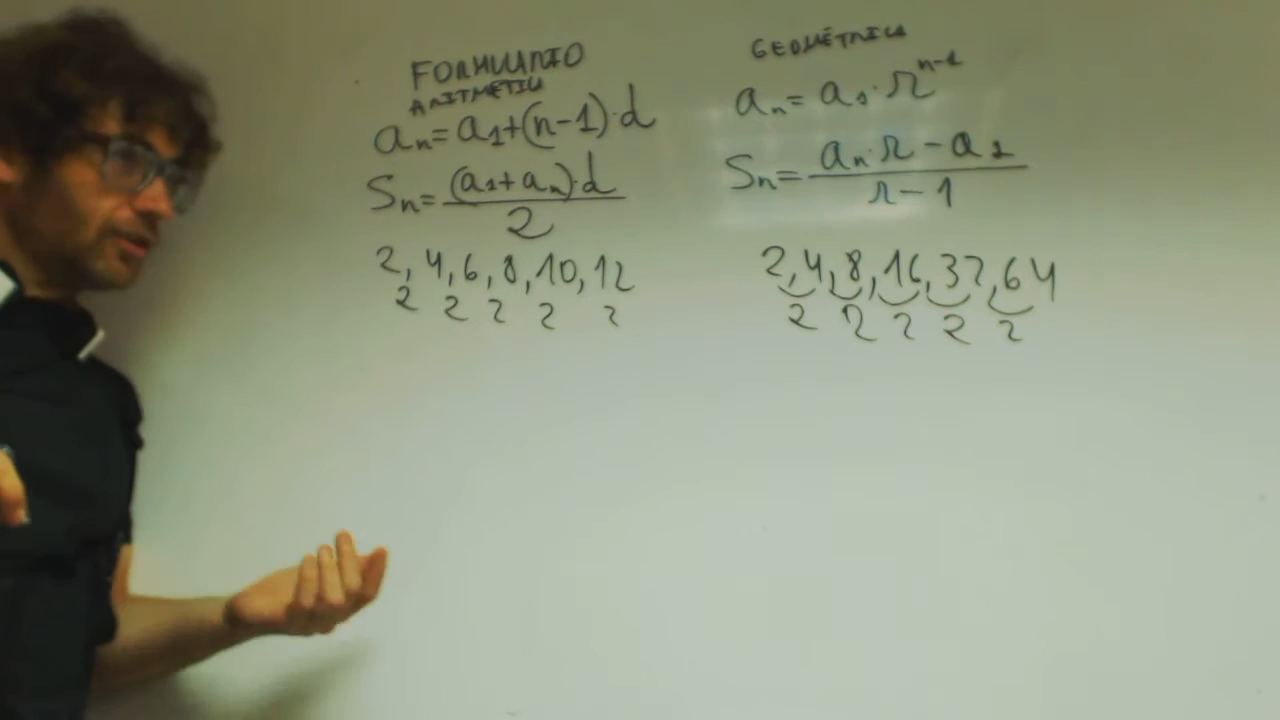 FORMULARIO
ARITMÉTICA
aₙ = a₁ + (n-1)·d
Sₙ = (a₁ + aₙ)·d / 2
2, 4, 6, 8, 10, 12
2 2 2 2 2
GEOMÉTRICA
aₙ = a₁ · r^(n-1)
Sₙ = (aₙ · r - a₁) / (r - 1)
2, 4, 8, 16, 32, 64
2 2 2 2 2